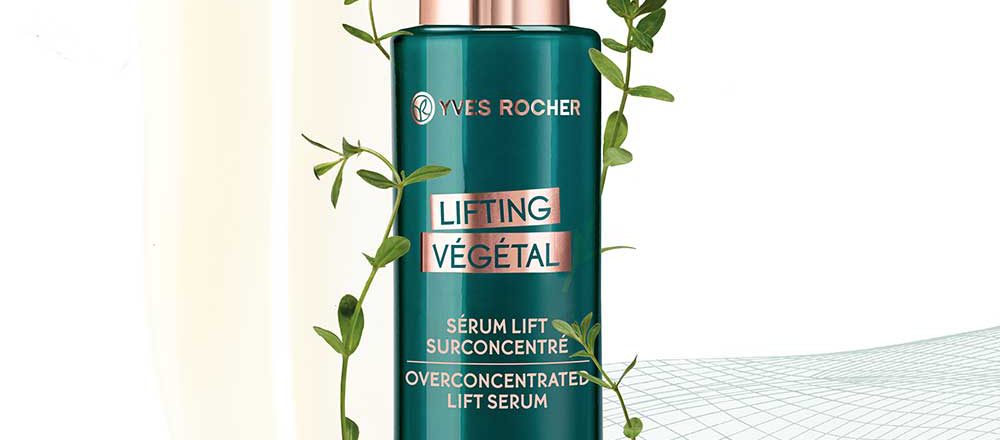 YVES ROCHER
LIFTING
VÉGÉTAL
SÉRUM LIFT
SURCONCENTRÉ
OVERCONCENTRATED
LIFT SERUM